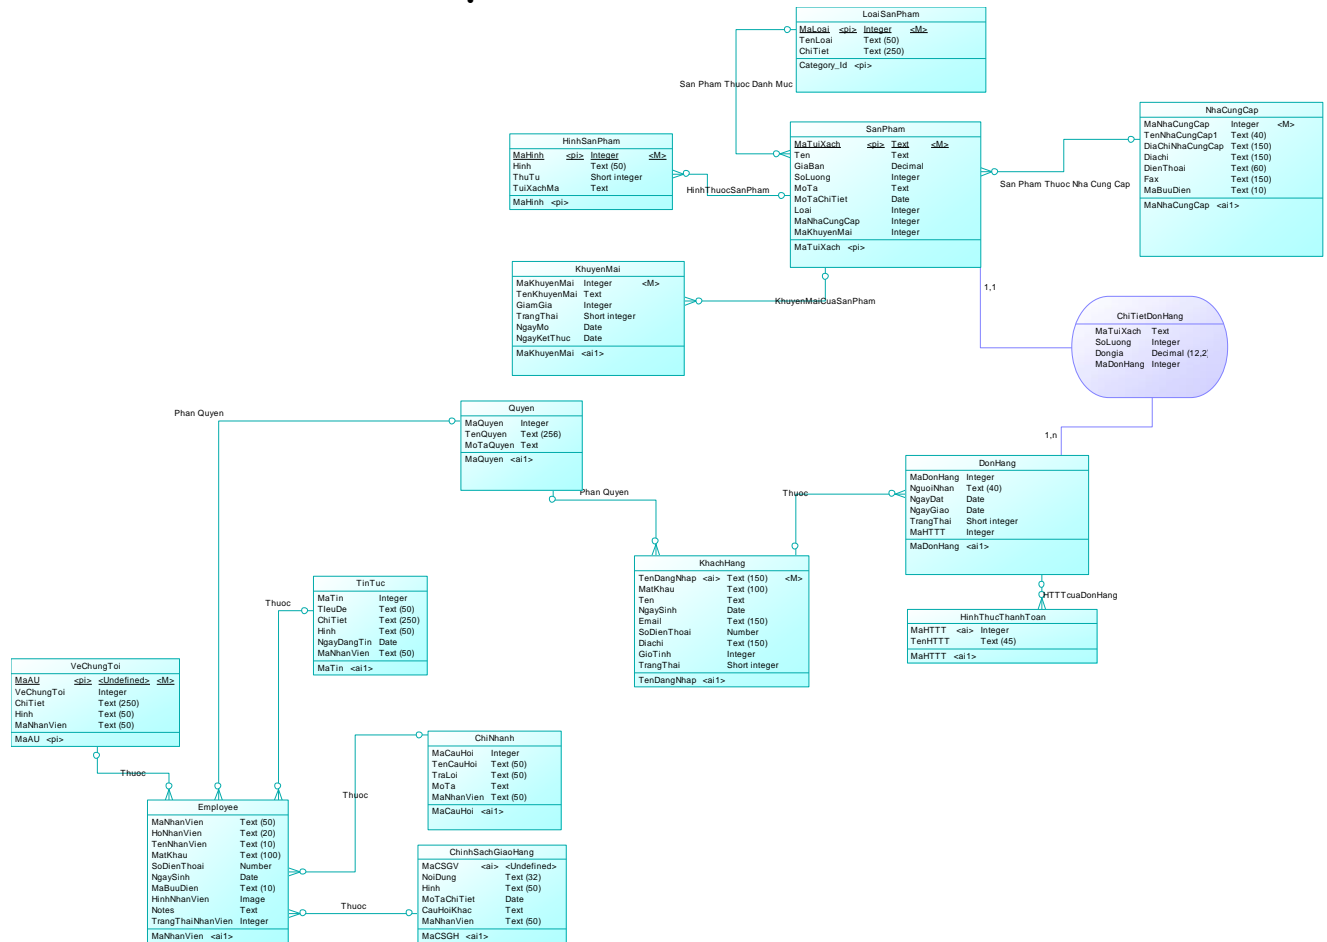 LoaiSanPham
MaLoai <pi> Integer <M>
TenLoai Text (50)
ChiTiet Text (250)
Category_Id <pi>
San Pham Thuoc Danh Muc
NhaCungCap
MaNhaCungCap Integer <M>
TenNhaCungCap1 Text (40)
DiaChiNhaCungCap Text (150)
Diachi Text (150)
DienThoai Text (60)
Fax Text (150)
MaBuuDien Text (10)
MaNhaCungCap <ai1>
SanPham
MaTuiXach <pi> Text <M>
Ten Text
GiaBan Decimal
SoLuong Integer
MoTa Text
MoTaChiTiet Date
Loai Integer
MaNhaCungCap Integer
MaKhuyenMai Integer
MaTuiXach <pi>
San Pham Thuoc Nha Cung Cap
HinhSanPham
MaHinh <pi> Integer <M>
Hinh Text (50)
ThuTu Short integer
TuiXachMa Text
MaHinh <pi>
HinhThucSanPham
KhuyenMai
MaKhuyenMai Integer <M>
TenKhuyenMai Text
GiamGia Integer
TrangThai Short integer
NgayMo Date
NgayKetThuc Date
MaKhuyenMai <ai1>
KhuyenMaiCuaSanPham
1,1
ChiTietDonHang
MaTuiXach Text
SoLuong Integer
Dongia Decimal (12,2
MaDonHang Integer
1,n
Phan Quyen
Quyen
MaQuyen Integer
TenQuyen Text (256)
MoTaQuyen Text
MaQuyen <ai1>
Phan Quyen
Thuoc
DonHang
MaDonHang Integer
NguoiNhan Text (40)
NgayDat Date
NgayGiao Date
TrangThai Short integer
MaHTTT Integer
MaDonHang <ai1>
HTTTcuaDonHang
HinhThucThanhToan
MaHTTT <ai> Integer
TenHTTT Text (45)
MaHTTT <ai1>
KhachHang
TenDangNhap <ai> Text (150) <M>
MatKhau Text (100)
Ten Text
NgaySinh Date
Email Text (150)
SoDienThoai Number
Diachi Text (150)
GioTinh Integer
TrangThai Short integer
TenDangNhap <ai1>
Thuoc
TinTuc
MaTin Integer
TleuDe Text (50)
ChiTiet Text (250)
Hinh Text (50)
NgayDangTin Date
MaNhanVien Text (50)
MaTin <ai1>
VeChungToi
MaAU <pi> <Undefined> <M>
VeChungToi Integer
ChiTiet Text (250)
Hinh Text (50)
MaNhanVien Text (50)
MaAU <pi>
Thuoc
ChiNhanh
MaCauHoi Integer
TenCauHoi Text (50)
TraLoi Text (50)
MoTa Text
MaNhanVien Text (50)
MaCauHoi <ai1>
Thuoc
Employee
MaNhanVien Text (50)
HoNhanVien Text (20)
TenNhanVien Text (10)
MatKhau Text (100)
SoDienThoai Number
NgaySinh Date
MaBuuDien Text (10)
HinhNhanVien Image
Notes Text
TrangThaiNhanVien Integer
MaNhanVien <ai1>
Thuoc
ChinhSachGiaoHang
MaCSGV <ai> <Undefined>
NoiDung Text (32)
Hinh Text (50)
MoTaChiTiet Date
CauHoiKhac Text
MaNhanVien Text (50)
MaCSGH <ai1>